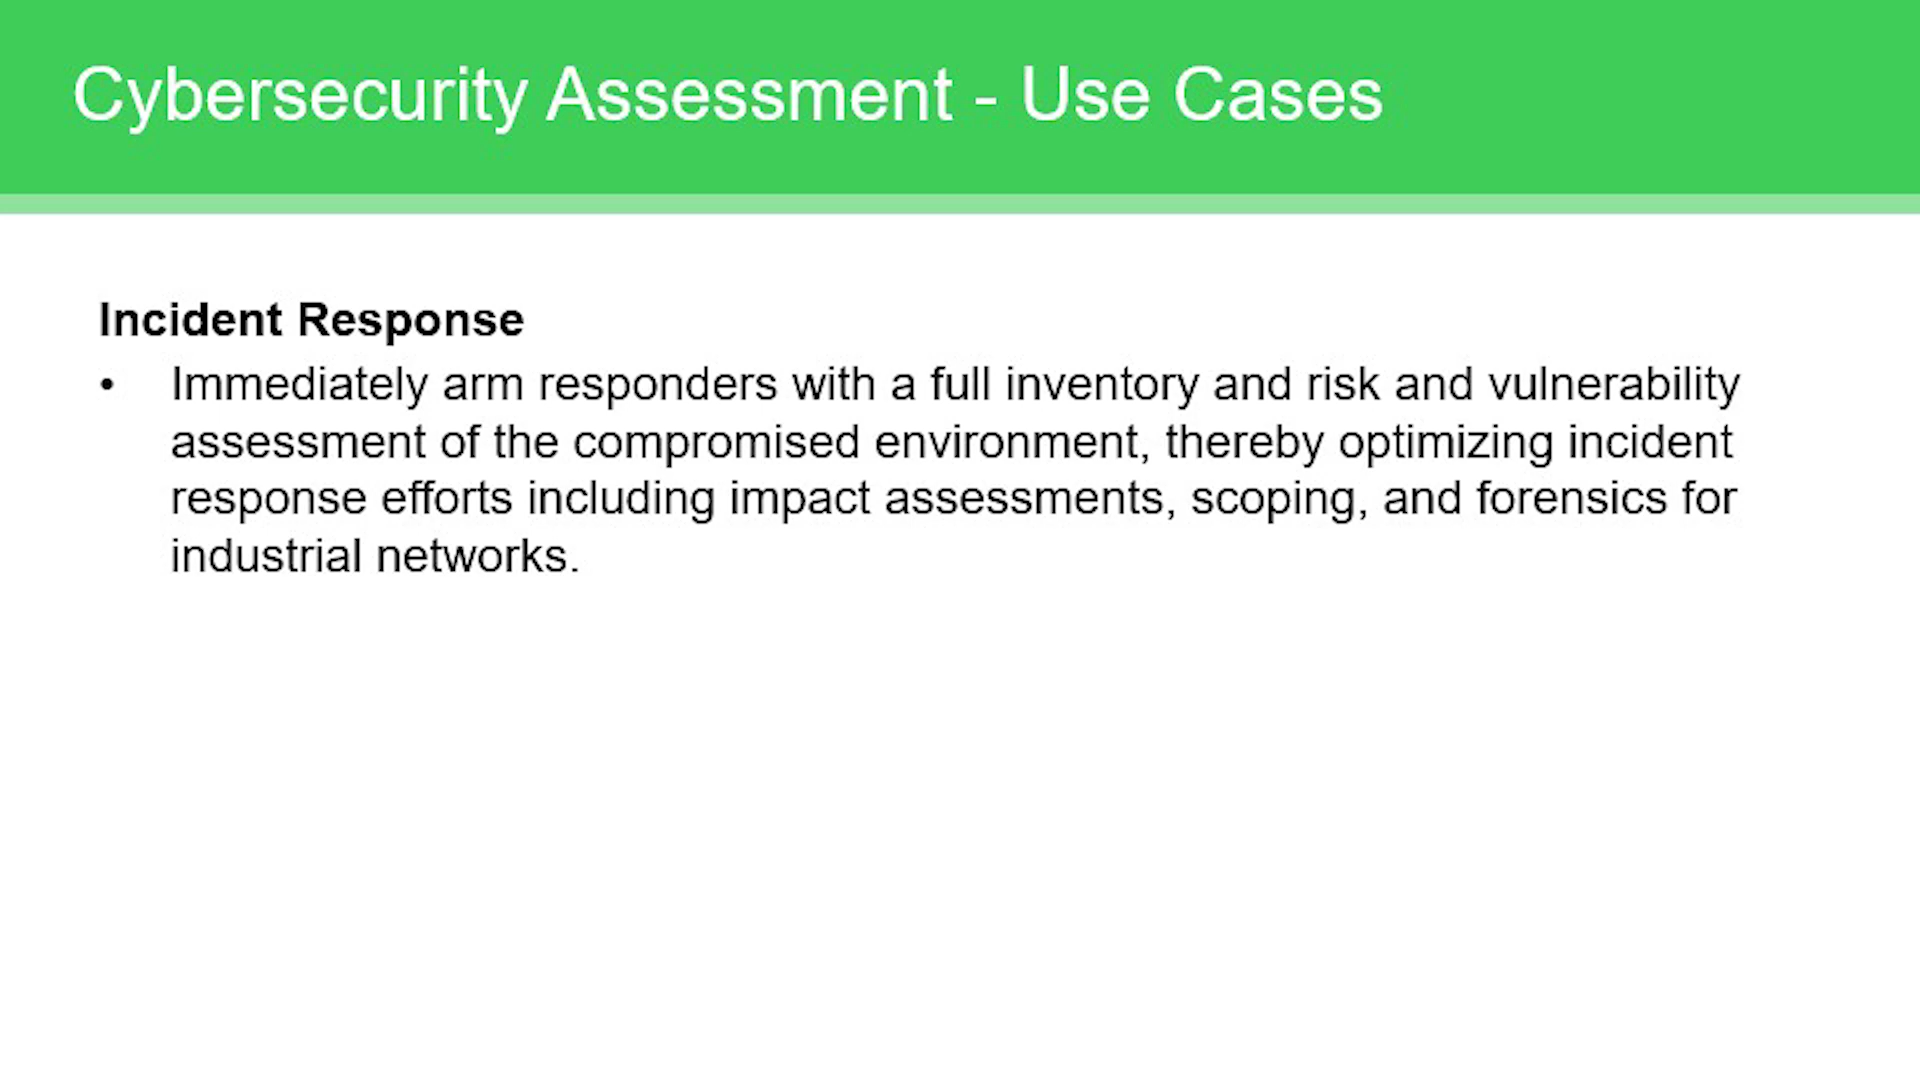 Cybersecurity Assessment - Use Cases
Incident Response
• Immediately arm responders with a full inventory and risk and vulnerability
assessment of the compromised environment, thereby optimizing incident
response efforts including impact assessments, scoping, and forensics for
industrial networks.